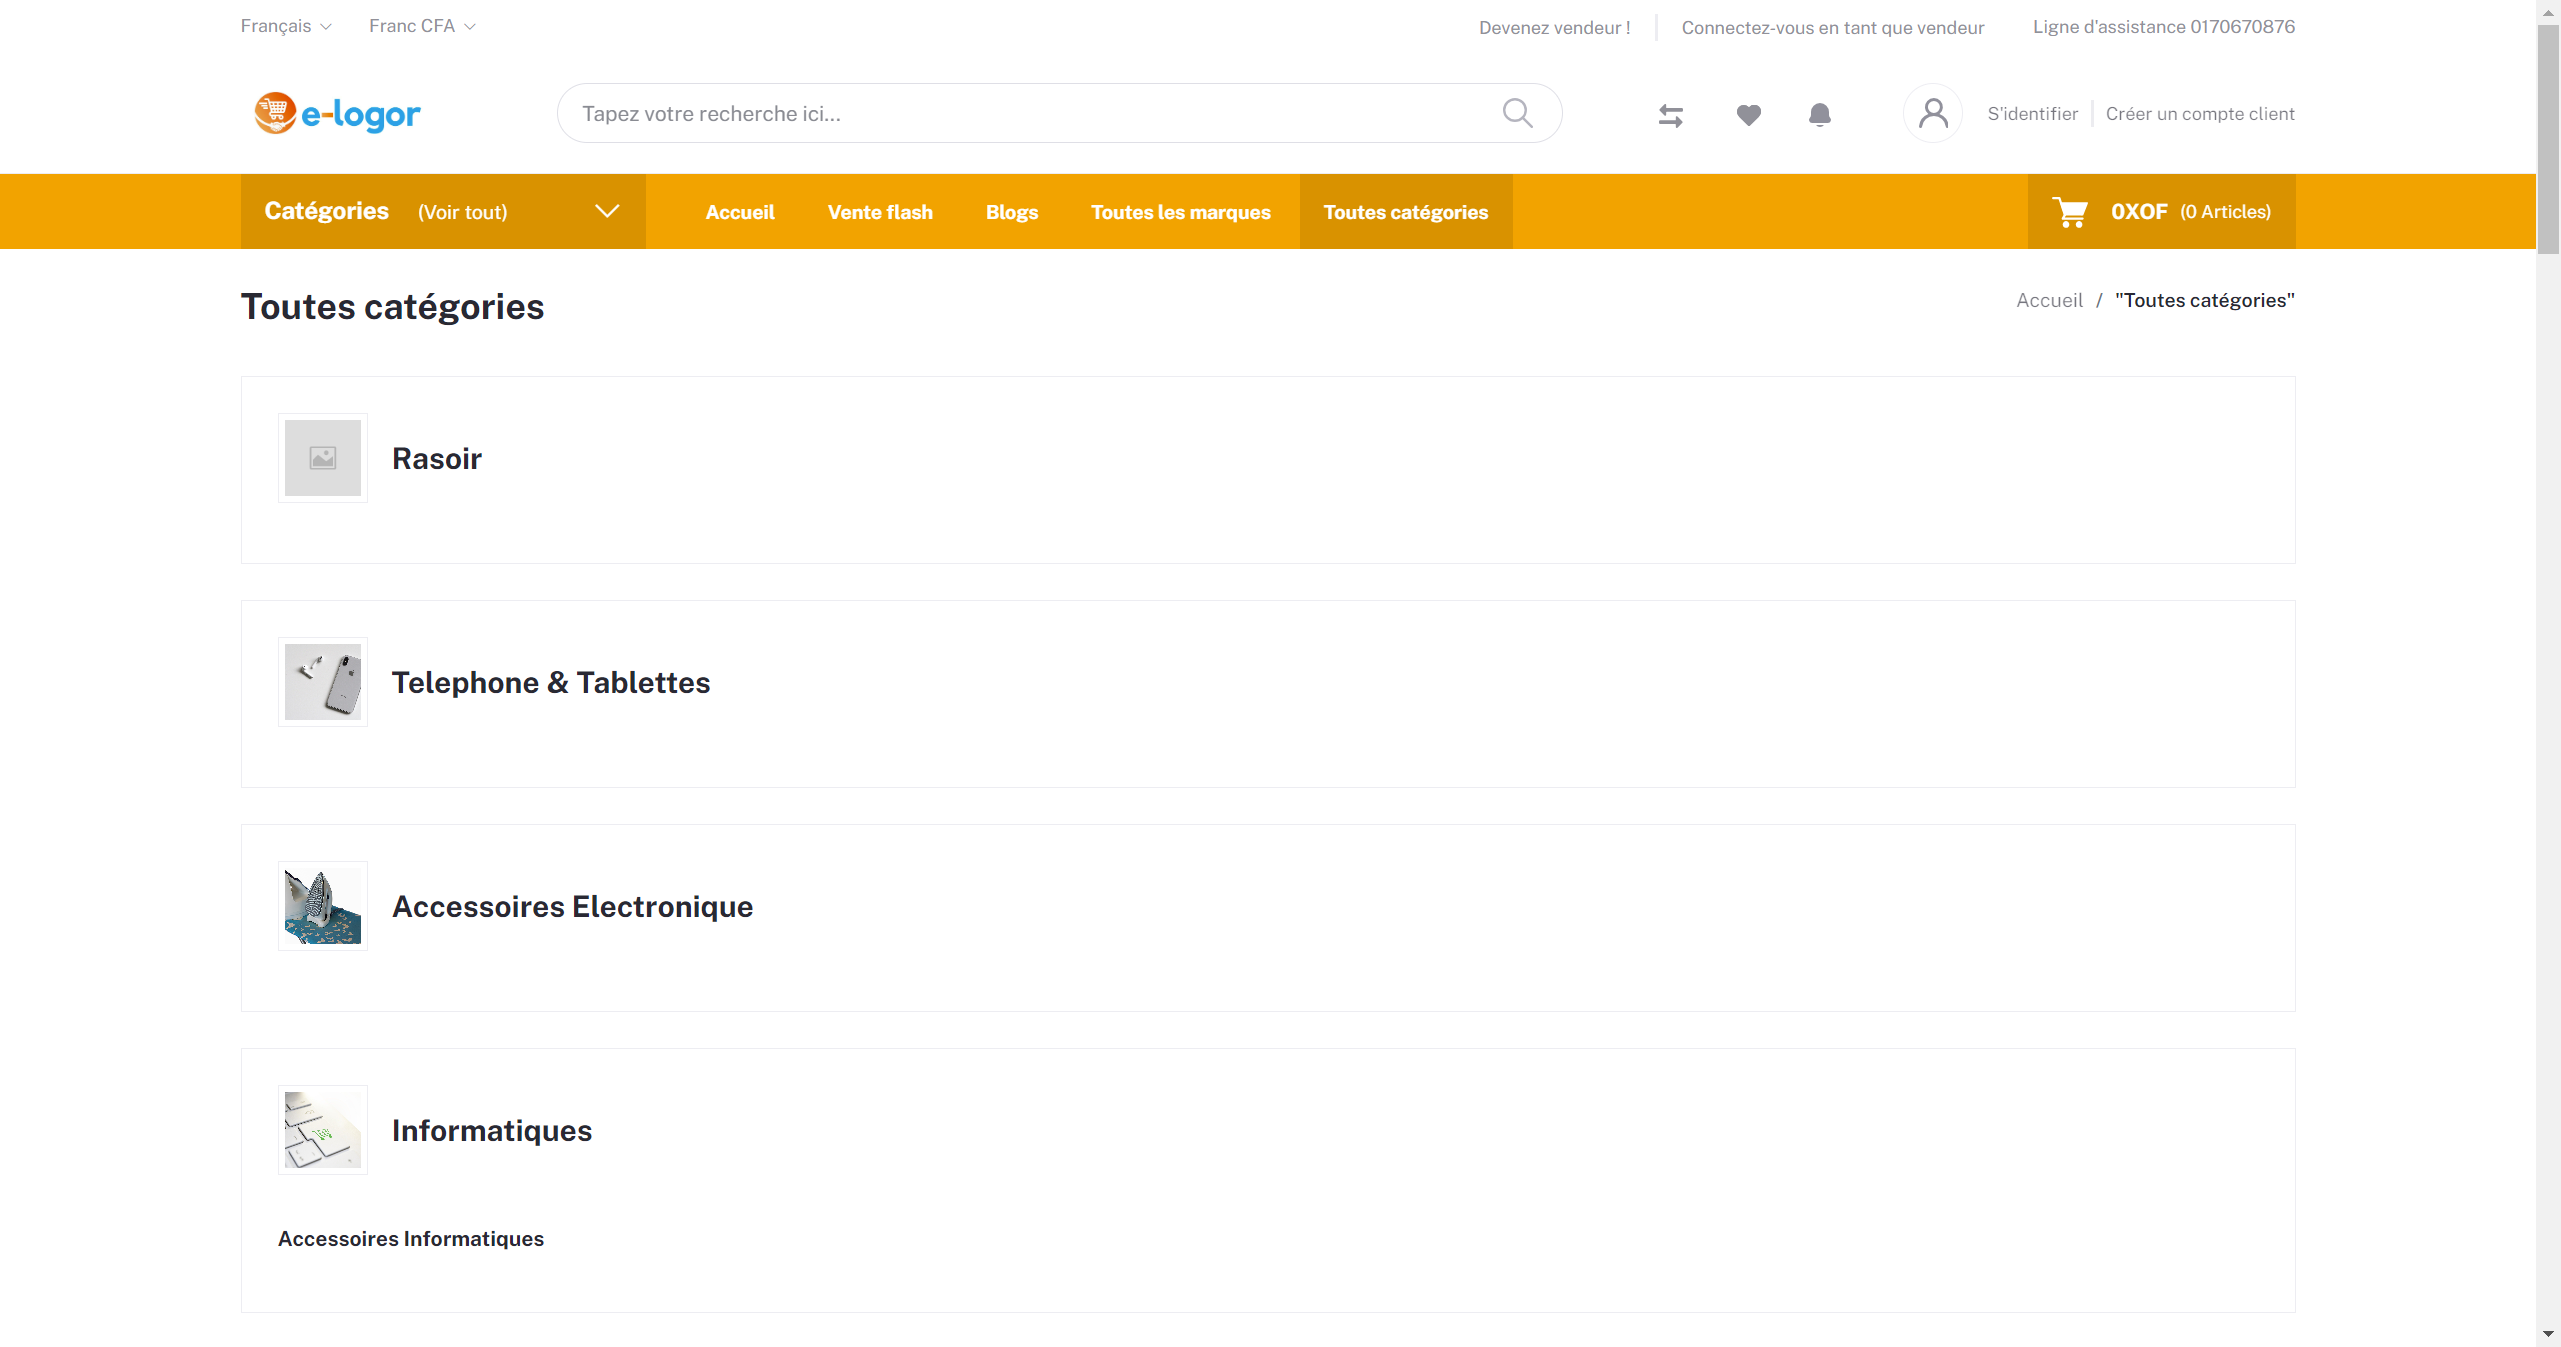 Français
Franc CFA
Devenez vendeur !
Connectez-vous en tant que vendeur
Ligne d'assistance 0170670876
e-logor
Tapez votre recherche ici...
S'identifier
Créer un compte client
Catégories (Voir tout)
Accueil
Vente flash
Blogs
Toutes les marques
Toutes catégories
0XOF (0 Articles)
Toutes catégories
Accueil / "Toutes catégories"
Rasoir
Telephone & Tablettes
Accessoires Electronique
Informatiques
Accessoires Informatiques